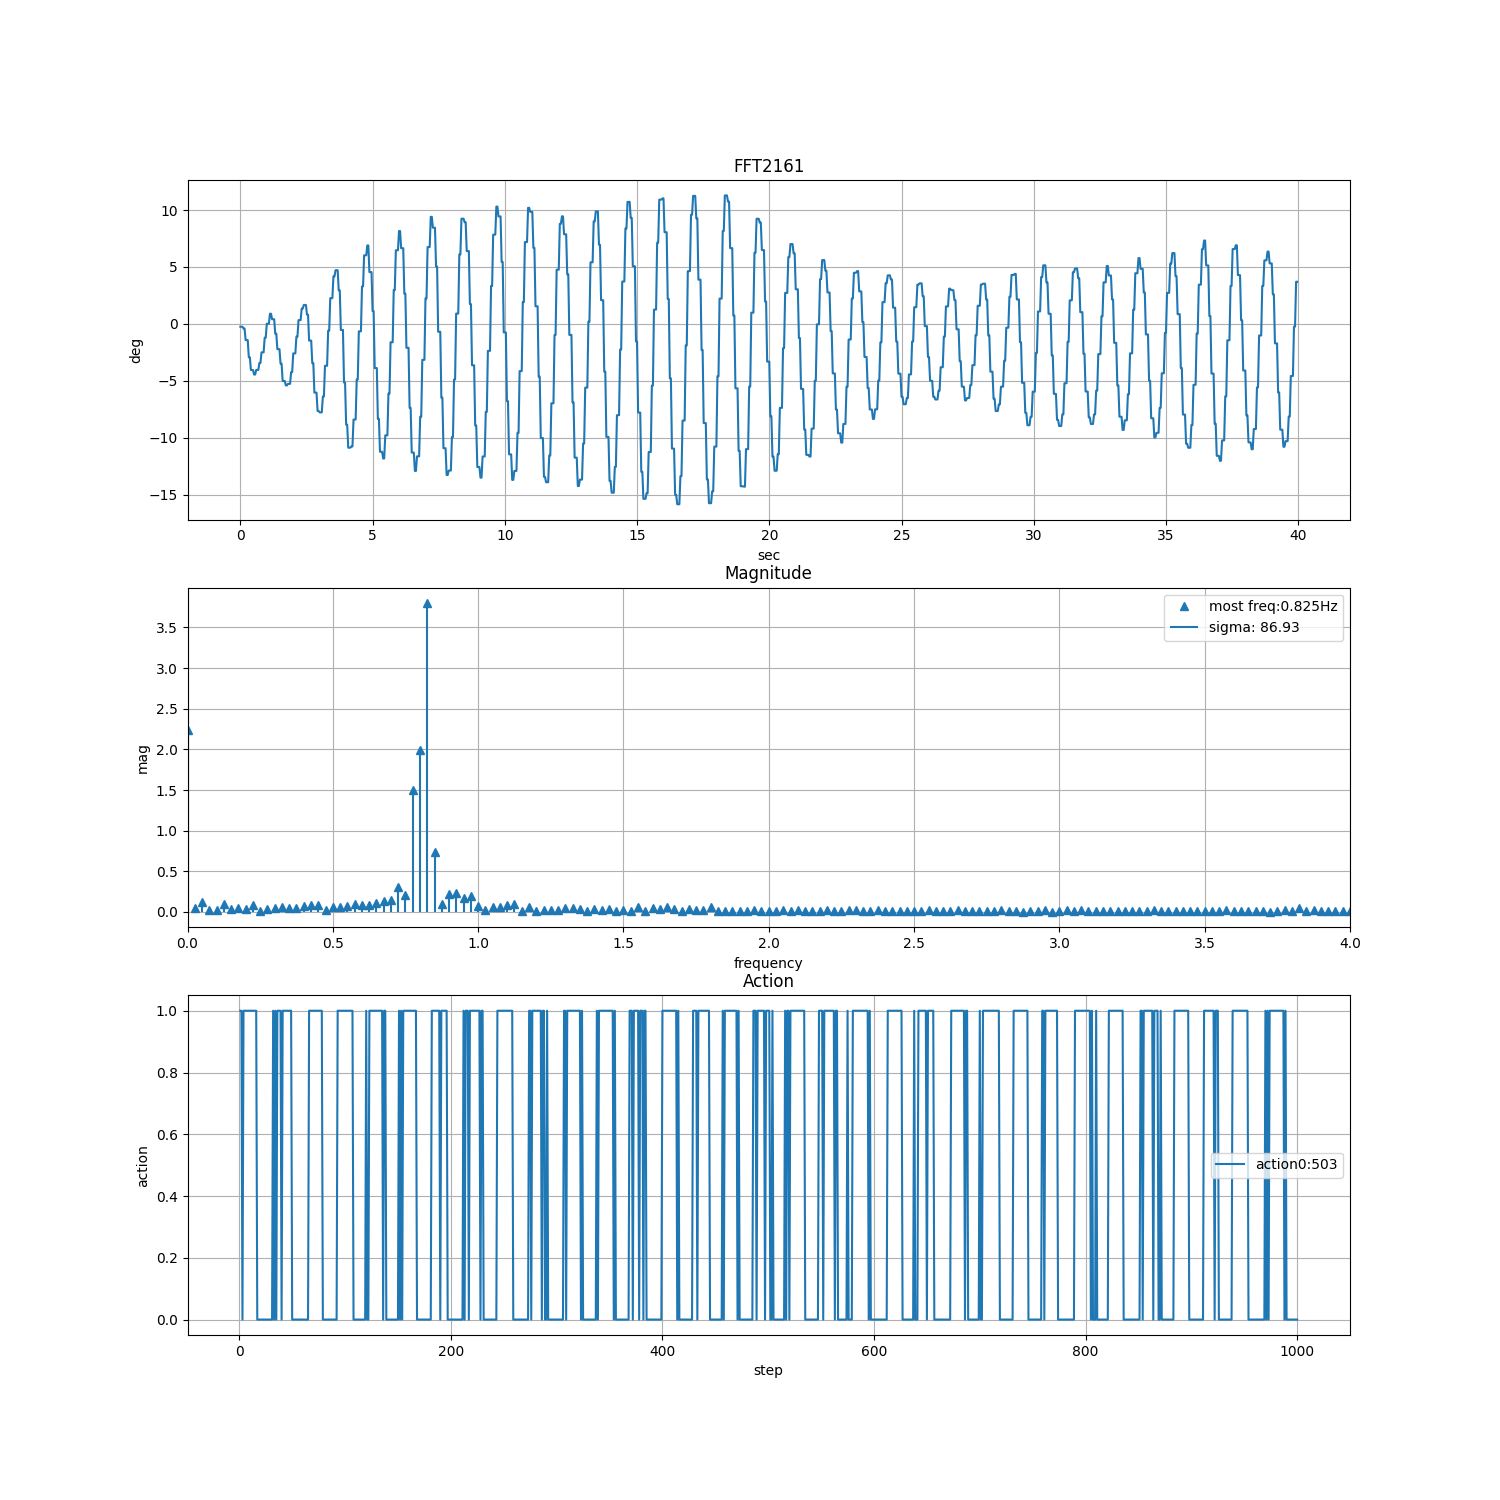 FFT2161
10
5
0
−5
−10
−15
deg
0 5 10 15 20 25 30 35 40
sec
Magnitude
most freq:0.825Hz
sigma: 86.93
3.5
3.0
2.5
2.0
1.5
1.0
0.5
0.0
mag
0.0 0.5 1.0 1.5 2.0 2.5 3.0 3.5 4.0
frequency
Action
1.0
0.8
0.6
0.4
0.2
0.0
action
action0:503
0 200 400 600 800 1000
step